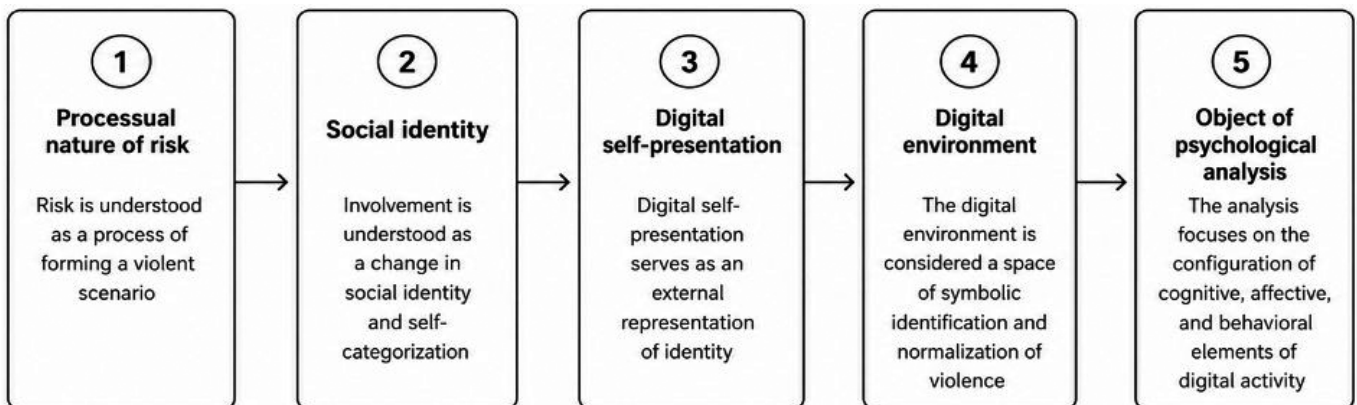 1
Processual
nature of risk
Risk is understood
as a process of
forming a violent
scenario
2
Social identity
Involvement is
understood as
a change in
social identity
and self-
categorization
3
Digital
self-presentation
Digital self-
presentation
serves as an
external
representation
of identity
4
Digital
environment
The digital
environment is
considered a space
of symbolic
identification and
normalization of
violence
5
Object of
psychological
analysis
The analysis
focuses on the
configuration of
cognitive, affective,
and behavioral
elements of
digital activity